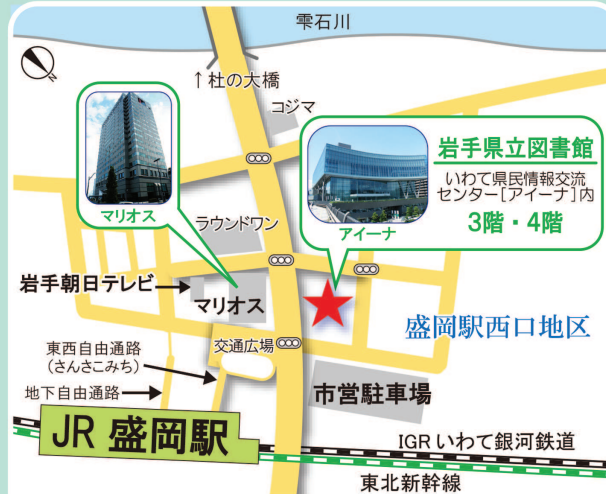 雫石川
↑杜の大橋
コジマ
マリオス
アイーナ
岩手県立図書館
いわて県民情報交流
センター[アイーナ]内
3階・4階
ラウンドワン
岩手朝日テレビ
マリオス
盛岡駅西口地区
交通広場
東西自由通路
(さんさこみち)
地下自由通路
市営駐車場
JR 盛岡駅
IGRいわて銀河鉄道
東北新幹線